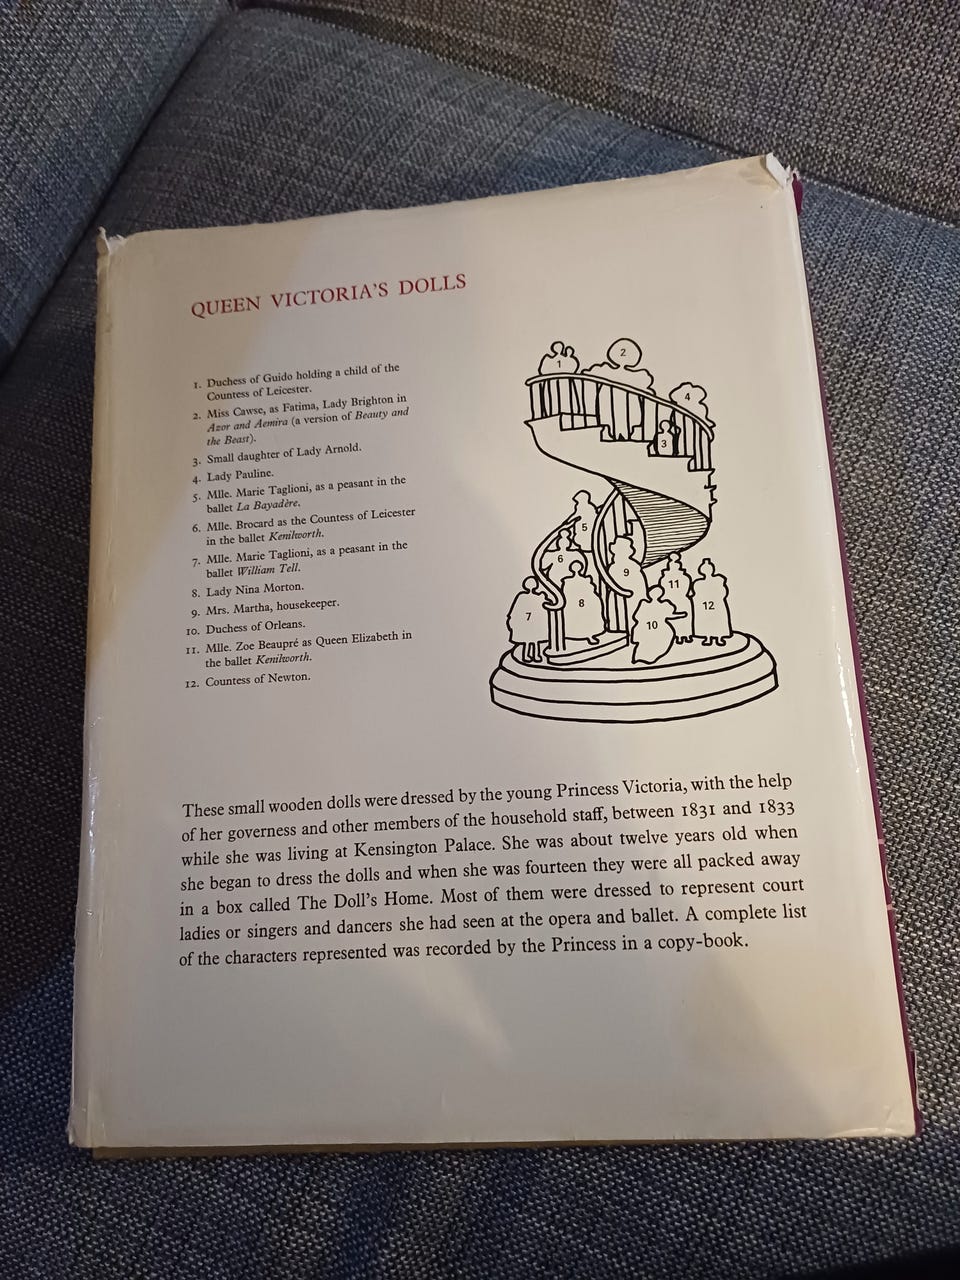 QUEEN VICTORIA'S DOLLS
1. Duchess of Guido holding a child of the
Countess of Leicester.
2. Miss Cawse, as Fatima, Lady Brighton in
Azor and Aemira (a version of Beauty and
the Beast).
3. Small daughter of Lady Arnold.
4. Lady Pauline.
5. Mlle. Marie Taglioni, as a peasant in the
ballet La Bayadère.
6. Mlle. Brocard as the Countess of Leicester
in the ballet Kenilworth.
7. Mlle. Marie Taglioni, as a peasant in the
ballet William Tell.
8. Lady Nina Morton.
9. Mrs. Martha, housekeeper.
10. Duchess of Orleans.
11. Mlle. Zoe Beaupré as Queen Elizabeth in
the ballet Kenilworth.
12. Countess of Newton.
1
2
4
3
5
6
9
11
7
8
10
12
These small wooden dolls were dressed by the young Princess Victoria, with the help
of her governess and other members of the household staff, between 1831 and 1833
while she was living at Kensington Palace. She was about twelve years old when
she began to dress the dolls and when she was fourteen they were all packed away
in a box called The Doll's Home. Most of them were dressed to represent court
ladies or singers and dancers she had seen at the opera and ballet. A complete list
of the characters represented was recorded by the Princess in a copy-book.